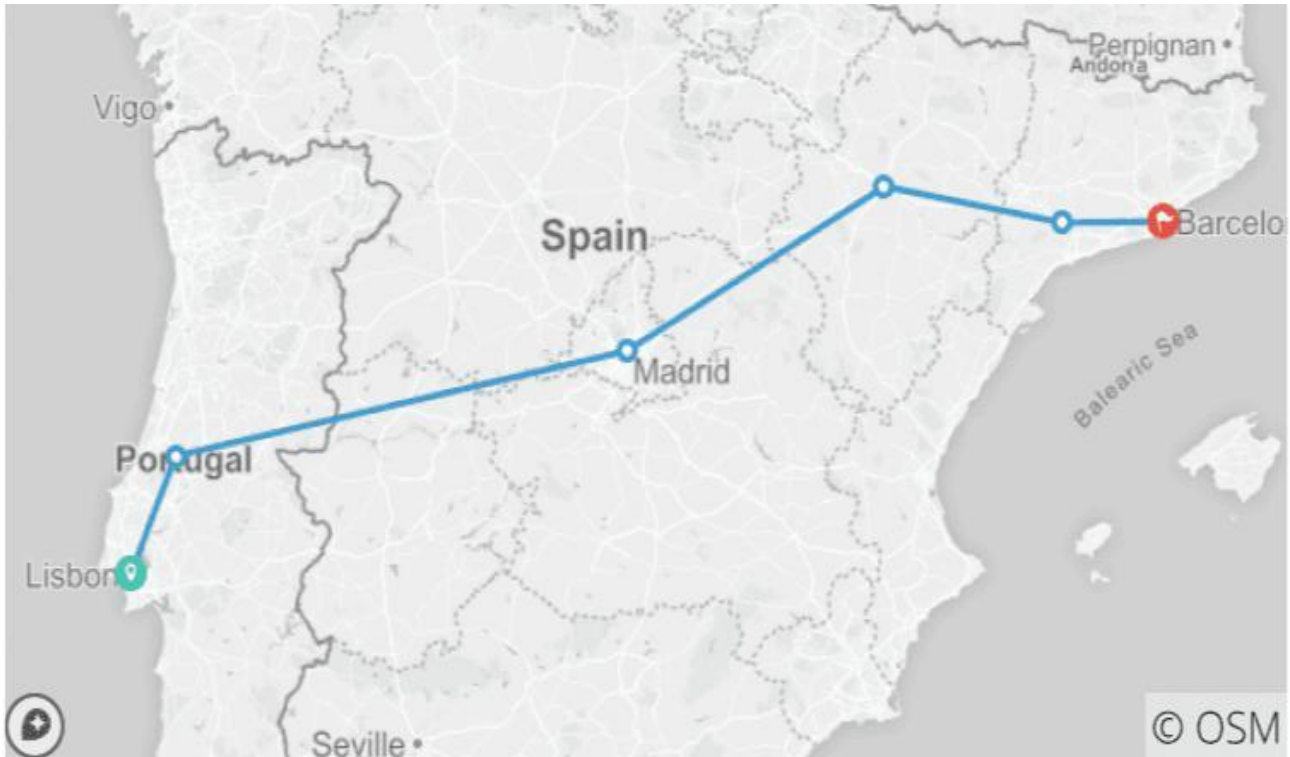 Perpignan
Andorra
Vigo
Spain
Barcelo
Madrid
Balearic Sea
Portugal
Lisbon
Seville
© OSM